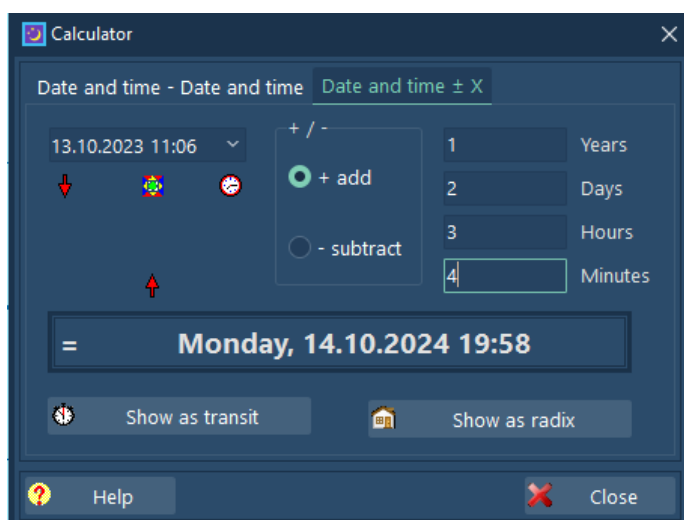 Calculator
Date and time - Date and time Date and time ± X
13.10.2023 11:06
+ / -
+ add
- subtract
1 Years
2 Days
3 Hours
4 Minutes
= Monday, 14.10.2024 19:58
Show as transit Show as radix
Help Close